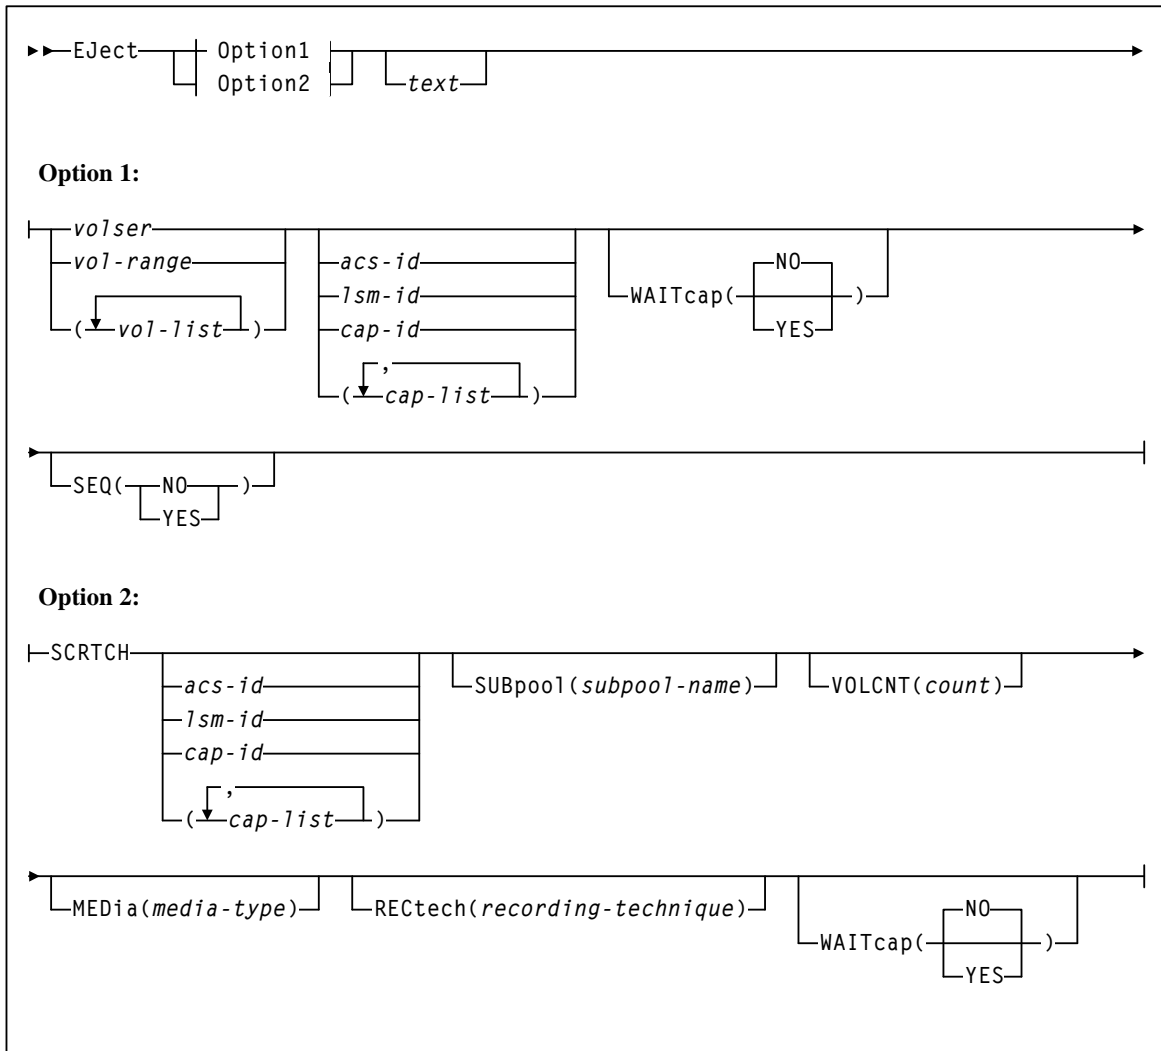 EJect Option1
Option2 text
Option 1:
volser
vol-range acs-id NO
lsm-id WAITcap( )
( vol-list ) cap-id YES
,
( cap-list )
SEQ( NO )
YES
Option 2:
SCRTCH
acs-id SUBpool(subpool-name) VOLCNT(count)
lsm-id
cap-id
,
( cap-list )
MEDia(media-type) RECtech(recording-technique) NO
WAITcap( )
YES